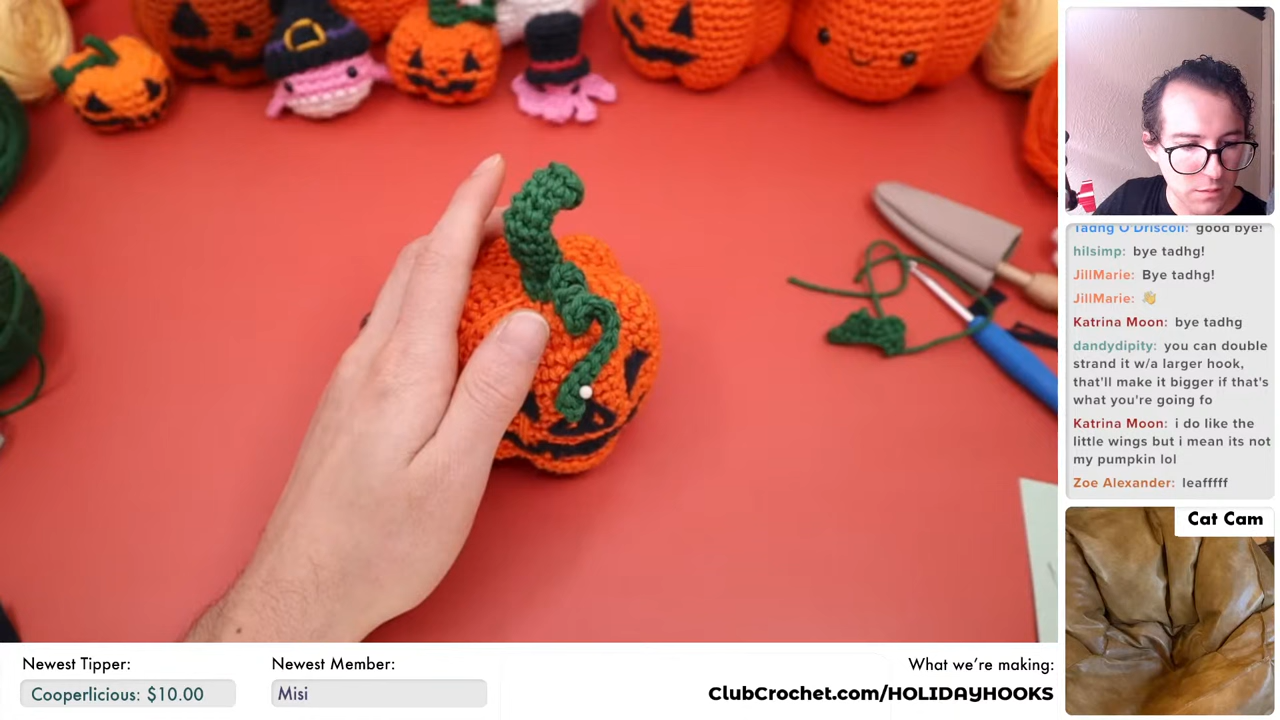 Tadhg O'Driscoll: good bye!
hilsimp: bye tadhg!
JillMarie: Bye tadhg!
JillMarie: 👋
Katrina Moon: bye tadhg
dandydipity: you can double
strand it w/a larger hook,
that'll make it bigger if that's
what you're going fo
Katrina Moon: i do like the
little wings but i mean its not
my pumpkin lol
Zoe Alexander: leafffff
Cat Cam
Newest Tipper:
Cooperlicious: $10.00
Newest Member:
Misi
What we're making:
ClubCrochet.com/HOLIDAYHOOKS